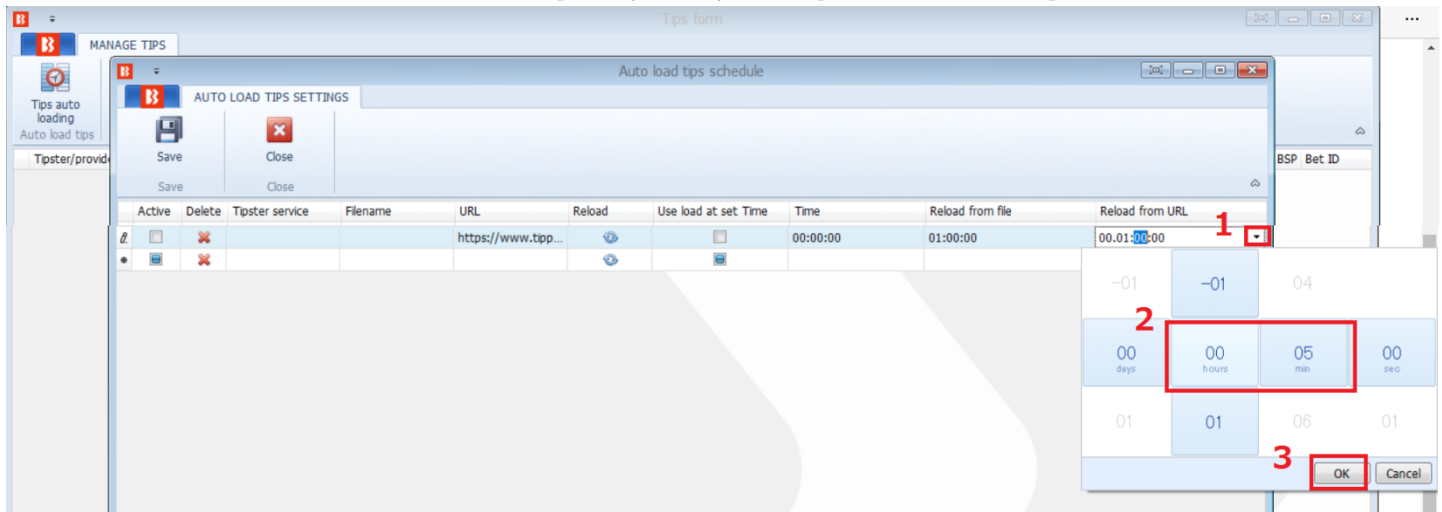 Tips form
MANAGE TIPS
Auto load tips schedule
AUTO LOAD TIPS SETTINGS
Tips auto
loading
Auto load tips
Save
Close
Save
Close
Tipster/provide
BSP Bet ID
Active Delete Tipster service Filename URL Reload Use load at set Time Time Reload from file Reload from URL
1
https://www.tipp... 00:00:00 01:00:00 00.01:00:00
-01 -01 04
2
00 00 05 00
days hours min sec
01 01 06 01
3
OK Cancel